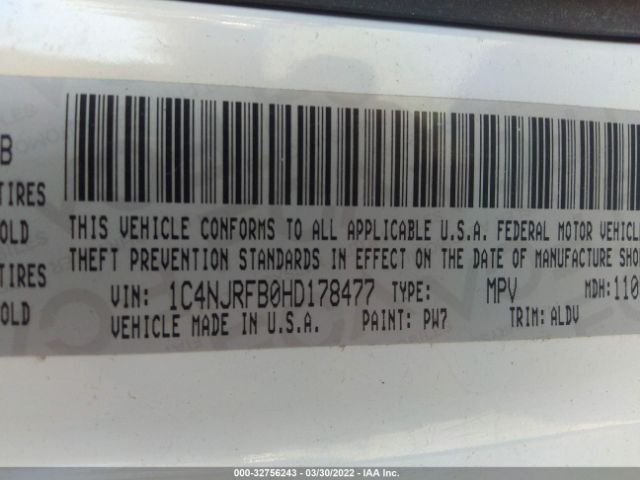 B
TIRES
OLD
TIRES
OLD
THIS VEHICLE CONFORMS TO ALL APPLICABLE U.S.A. FEDERAL MOTOR VEHICLE
THEFT PREVENTION STANDARDS IN EFFECT ON THE DATE OF MANUFACTURE SHO
VIN: 1C4NJRFB0HD178477 TYPE: MPV MDH:110
VEHICLE MADE IN U.S.A. PAINT: PW7 TRIM: ALDV
000-32756243 - 03/30/2022 - IAA Inc.